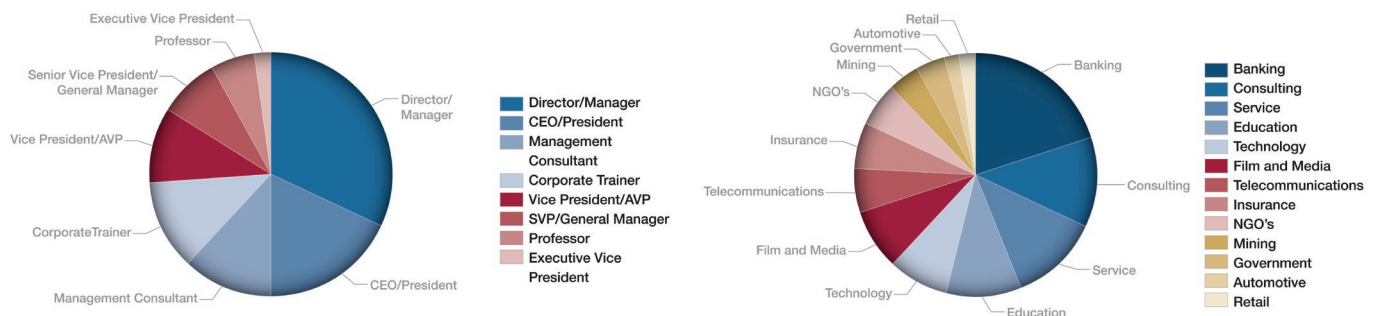 Executive Vice President
Professor
Senior Vice President/
General Manager
Vice President/AVP
CorporateTrainer
Management Consultant
CEO/President
Director/
Manager
Director/Manager
CEO/President
Management
Consultant
Corporate Trainer
Vice President/AVP
SVP/General Manager
Professor
Executive Vice
President
Retail
Automotive
Government
Mining
NGO's
Insurance
Telecommunications
Film and Media
Technology
Education
Service
Consulting
Banking
Banking
Consulting
Service
Education
Technology
Film and Media
Telecommunications
Insurance
NGO's
Mining
Government
Automotive
Retail